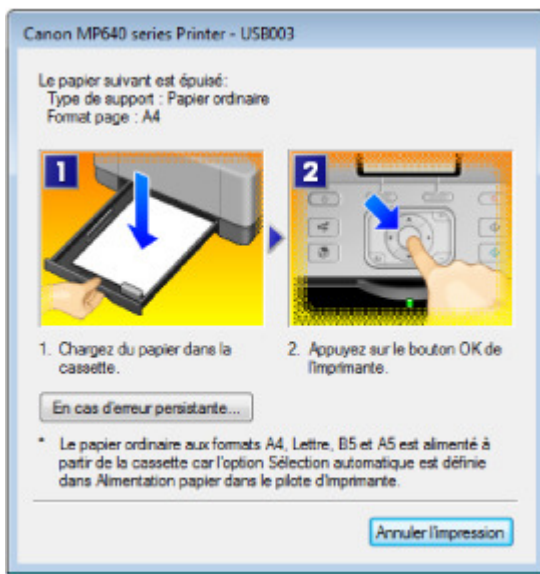 Canon MP640 series Printer - USB003
Le papier suivant est épuisé:
Type de support : Papier ordinaire
Format page : A4
1
2
1. Chargez du papier dans la
cassette.
2. Appuyez sur le bouton OK de
l'imprimante.
En cas d'erreur persistante...
* Le papier ordinaire aux formats A4, Lettre, B5 et A5 est alimenté à
partir de la cassette car l'option Sélection automatique est définie
dans Alimentation papier dans le pilote d'imprimante.
Annuler l'impression